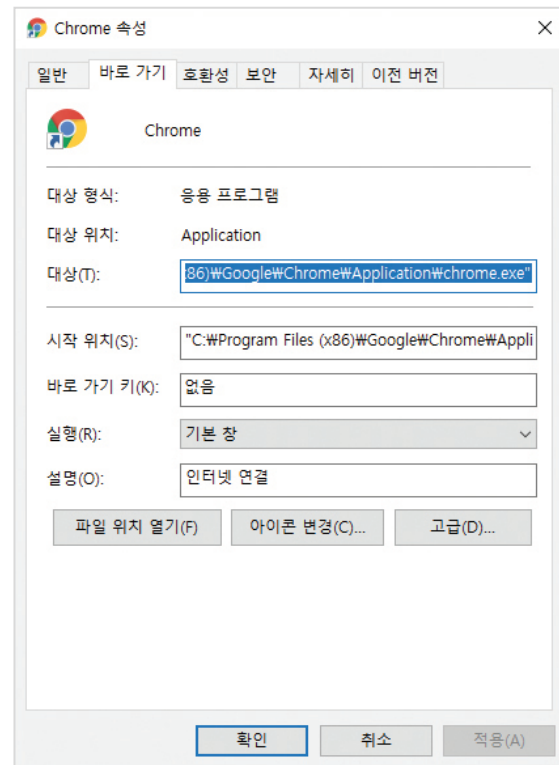 Chrome 속성
일반 바로 가기 호환성 보안 자세히 이전 버전
Chrome
대상 형식: 응용 프로그램
대상 위치: Application
대상(T): :86)₩Google₩Chrome₩Application₩chrome.exe"
시작 위치(S): "C:₩Program Files (x86)₩Google₩Chrome₩Appli
바로 가기 키(K): 없음
실행(R): 기본 창
설명(O): 인터넷 연결
파일 위치 열기(F) 아이콘 변경(C)... 고급(D)...
확인 취소 적용(A)